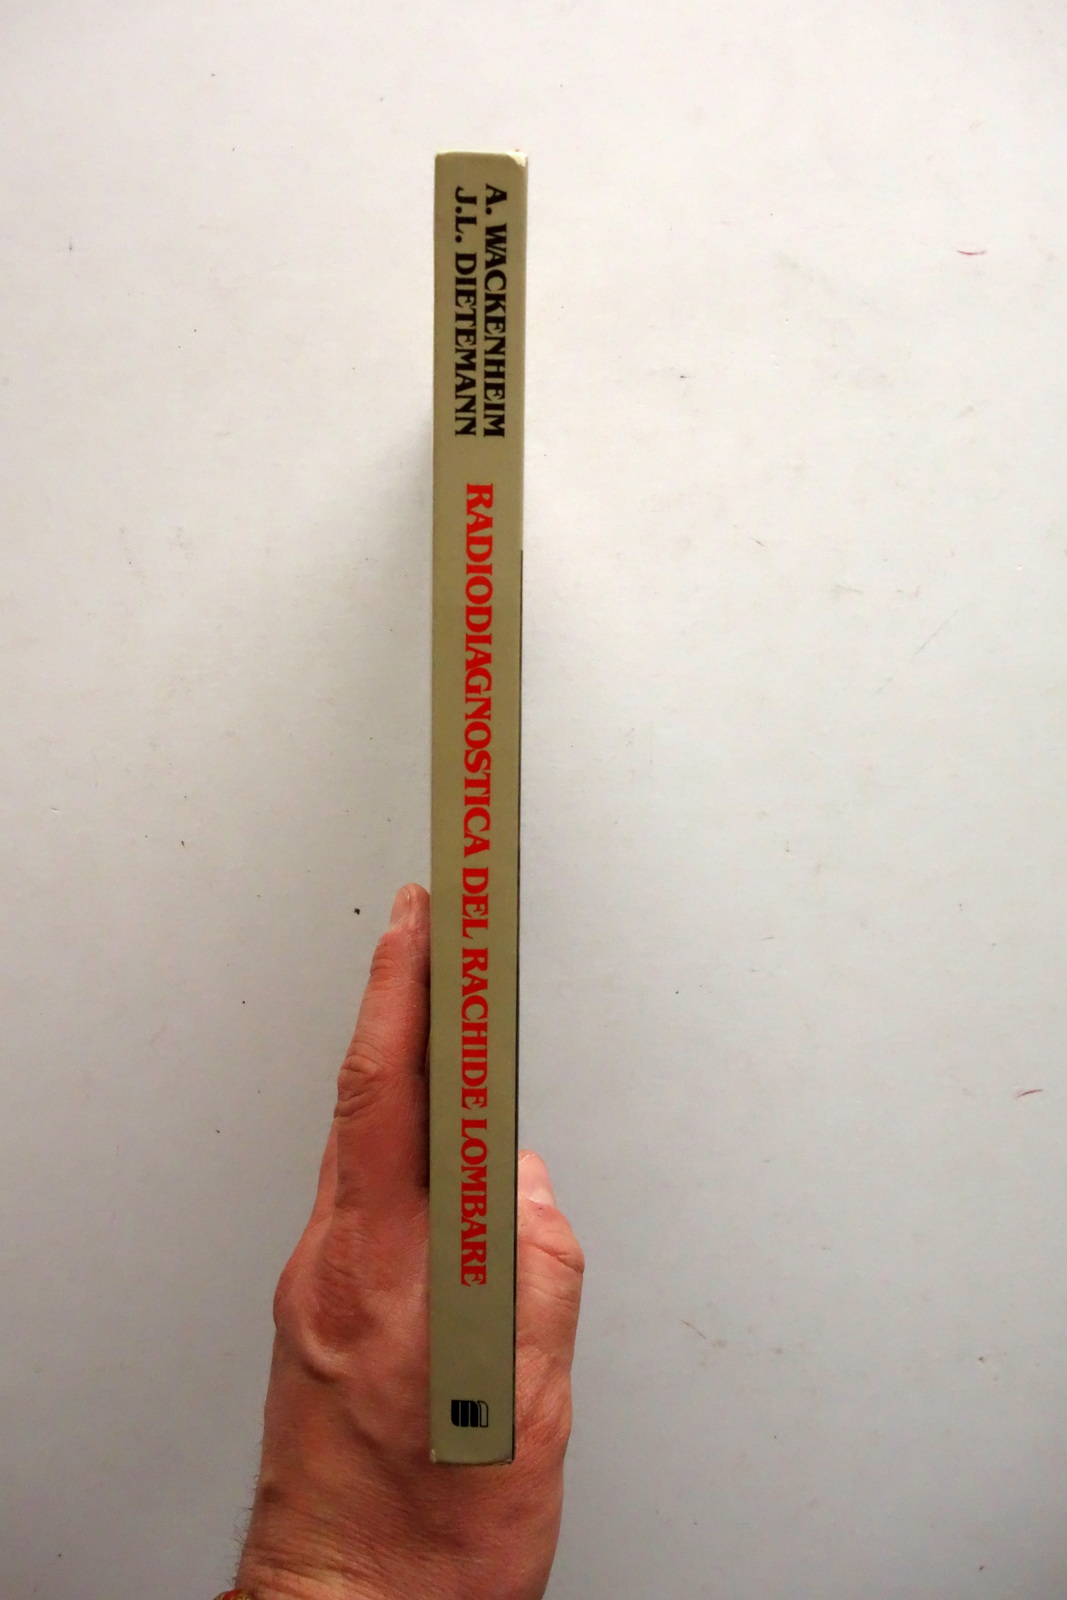 A. WACKENHEIM
J.L. DIETEMANN
RADIODIAGNOSTICA DEL RACHIDE LOMBARE